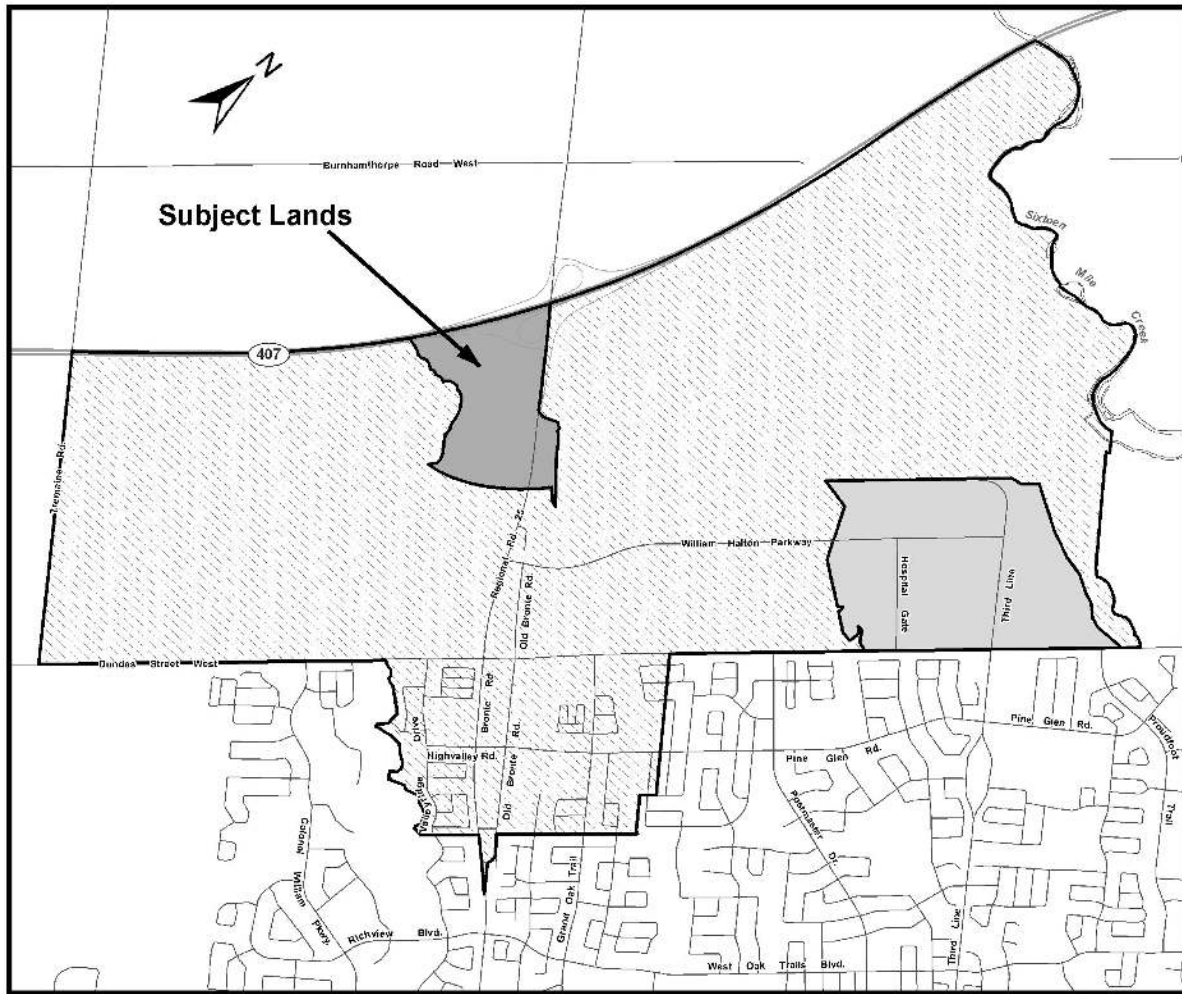 N
Burnhamthorpe Road West
Subject Lands
Sixteen
Mile
Creek
407
Tremaine Rd.
Regional Rd. 25
William Halton Parkway
Hospital Gate
Third Line
Old Bronte Rd.
Dundas Street West
Bronte Rd.
Drive
Highvalley Rd.
Valleyridge
Old Bronte Rd.
Pine Glen Rd.
Pine Glen Rd.
Proudfoot
Trail
Postmaster Dr.
Colonel
William
Pkwy.
Richview Blvd.
Grand Oak Trail
Third Line
West Oak Trails Blvd.